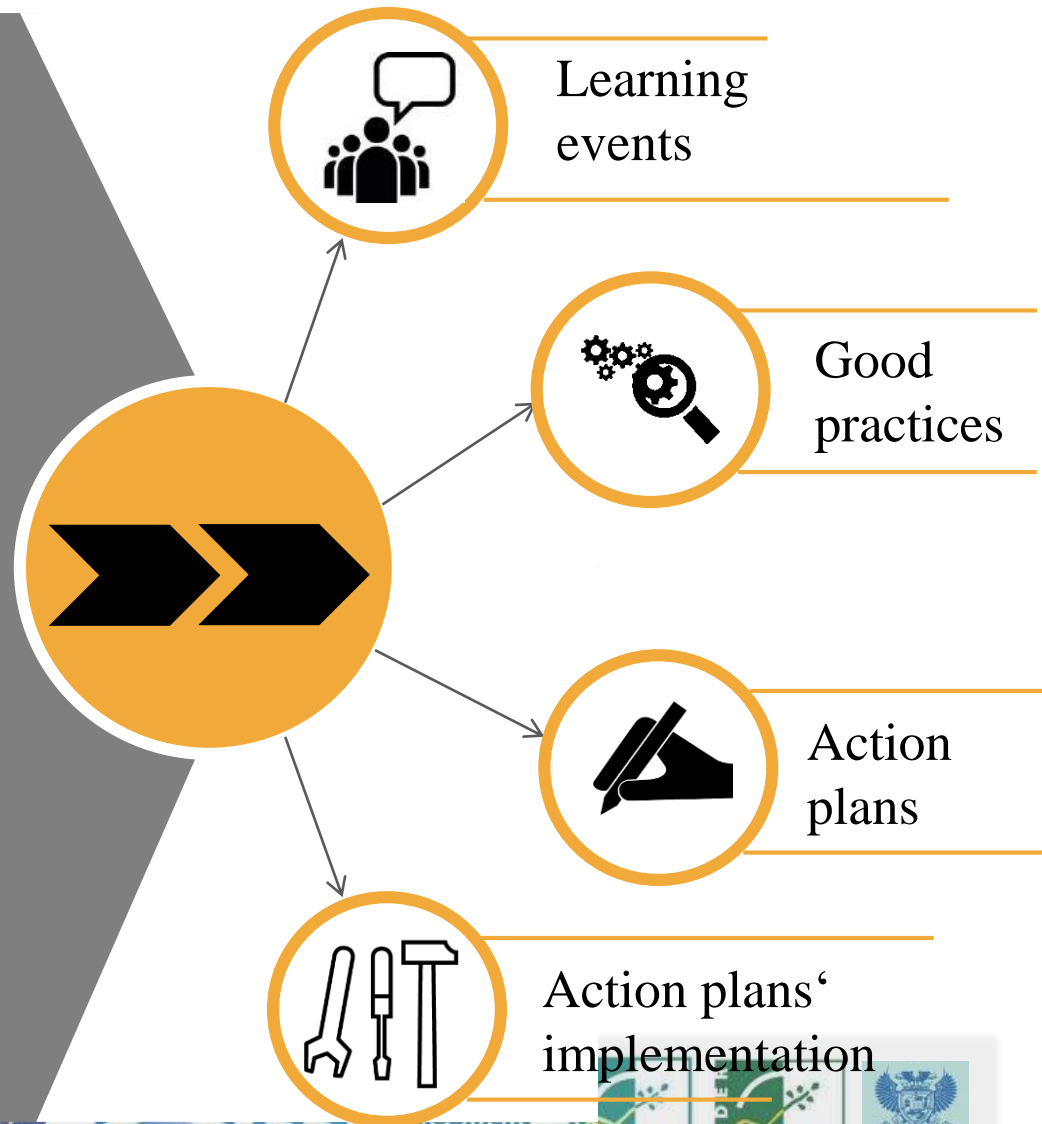 Learning
events
Good
practices
Action
plans
Action plans‘
implementation